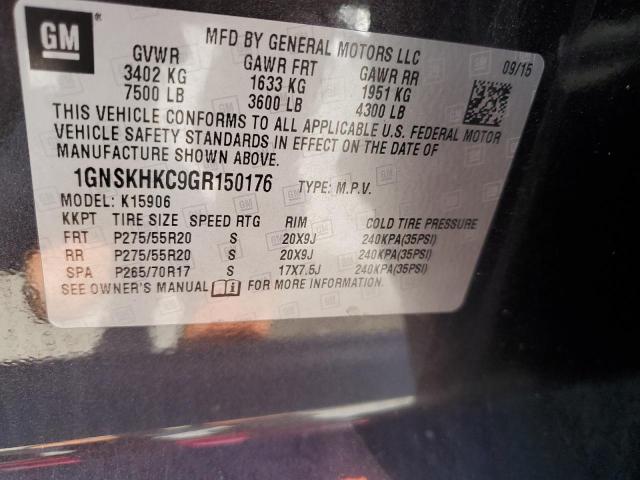 GM
MFD BY GENERAL MOTORS LLC
09/15
GVWR GAWR FRT GAWR RR
3402 KG 1633 KG 1951 KG
7500 LB 3600 LB 4300 LB
THIS VEHICLE CONFORMS TO ALL APPLICABLE U.S. FEDERAL MOTOR
VEHICLE SAFETY STANDARDS IN EFFECT ON THE DATE OF
MANUFACTURE SHOWN ABOVE.
1GNSKHKC9GR150176 TYPE: M.P.V.
MODEL: K15906
KKPT TIRE SIZE SPEED RTG RIM COLD TIRE PRESSURE
FRT P275/55R20 S 20X9J 240KPA(35PSI)
RR P275/55R20 S 20X9J 240KPA(35PSI)
SPA P265/70R17 S 17X7.5J 240KPA(35PSI)
SEE OWNER'S MANUAL FOR MORE INFORMATION.